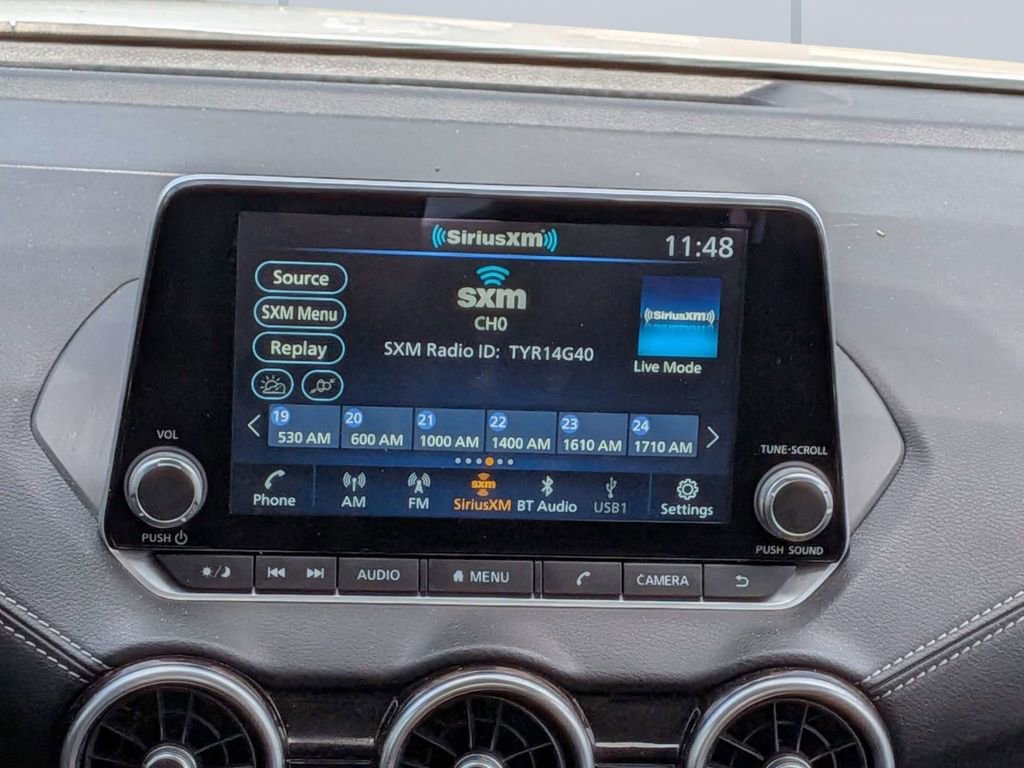 SiriusXM
11:48
Source
SXM Menu
Replay
sxm
CH0
SXM Radio ID: TYR14G40
SiriusXM
Live Mode
19 20 21 22 23 24
530 AM 600 AM 1000 AM 1400 AM 1610 AM 1710 AM
Phone AM FM sxm SiriusXM BT Audio USB1 Settings
VOL
PUSH
TUNE·SCROLL
PUSH SOUND
AUDIO MENU CAMERA